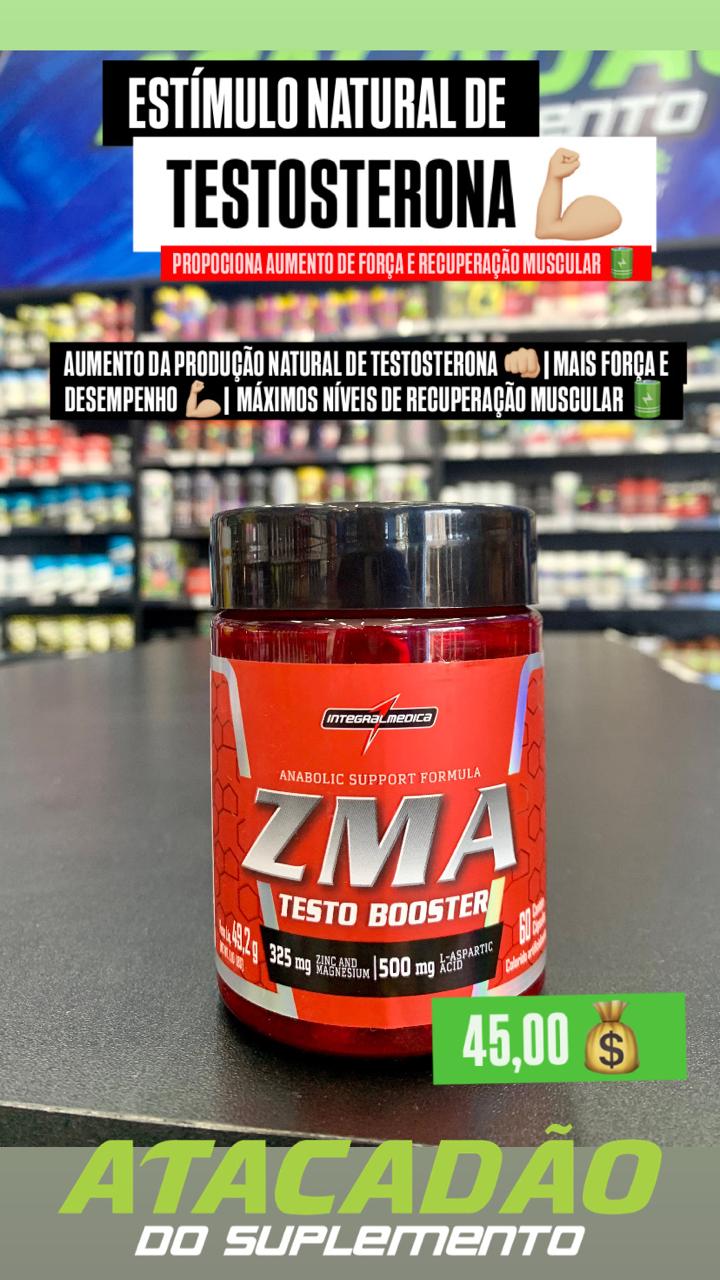 ESTÍMULO NATURAL DE
TESTOSTERONA 💪🏼
PROPOCIONA AUMENTO DE FORÇA E RECUPERAÇÃO MUSCULAR 🔋
AUMENTO DA PRODUÇÃO NATURAL DE TESTOSTERONA 👊🏼 | MAIS FORÇA E
DESEMPENHO 💪🏼 | MÁXIMOS NÍVEIS DE RECUPERAÇÃO MUSCULAR 🔋
INTEGRALMEDICA
ANABOLIC SUPPORT FORMULA
ZMA
TESTO BOOSTER
49,2 g
325 mg ZINC AND MAGNESIUM | 500 mg L-ASPARTIC ACID
60
45,00 💰
ATACADÃO
DO SUPLEMENTO